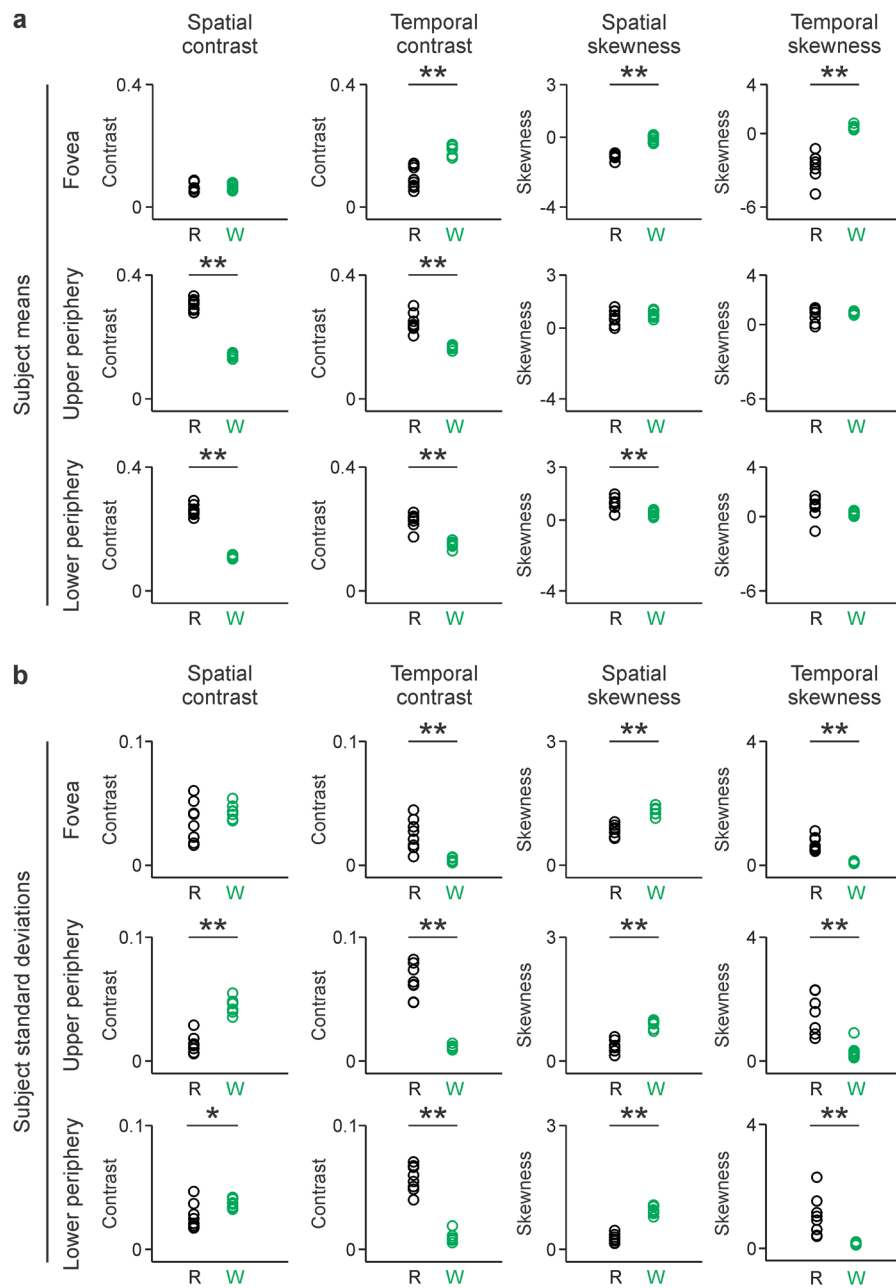 a
Spatial contrast
Temporal contrast
Spatial skewness
Temporal skewness
Subject means
Fovea
Contrast
0.4
0
R W
Contrast
0.4
0
**
R W
Skewness
3
0
-4
**
R W
Skewness
4
0
-6
**
R W
Upper periphery
Contrast
0.4
0
**
R W
Contrast
0.4
0
**
R W
Skewness
3
0
-4
R W
Skewness
4
0
-6
R W
Lower periphery
Contrast
0.4
0
**
R W
Contrast
0.4
0
**
R W
Skewness
3
0
-4
**
R W
Skewness
4
0
-6
R W
b
Spatial contrast
Temporal contrast
Spatial skewness
Temporal skewness
Subject standard deviations
Fovea
Contrast
0.1
0
R W
Contrast
0.1
0
**
R W
Skewness
3
0
**
R W
Skewness
4
0
**
R W
Upper periphery
Contrast
0.1
0
**
R W
Contrast
0.1
0
**
R W
Skewness
3
0
**
R W
Skewness
4
0
**
R W
Lower periphery
Contrast
0.1
0
*
R W
Contrast
0.1
0
**
R W
Skewness
3
0
**
R W
Skewness
4
0
**
R W